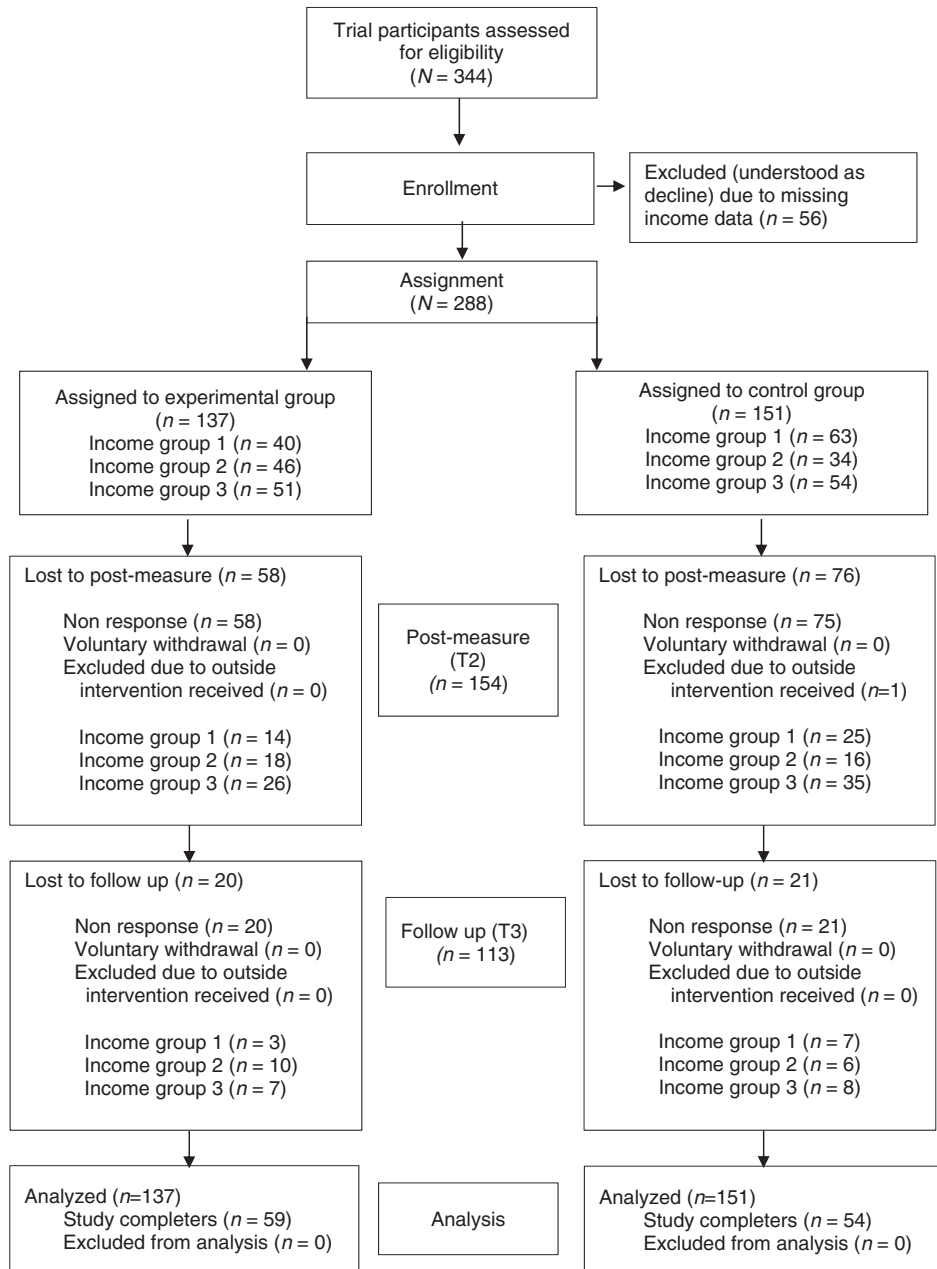 Trial participants assessed
for eligibility
(N = 344)
Enrollment
Excluded (understood as
decline) due to missing
income data (n = 56)
Assignment
(N = 288)
Assigned to experimental group
(n = 137)
Income group 1 (n = 40)
Income group 2 (n = 46)
Income group 3 (n = 51)
Assigned to control group
(n = 151)
Income group 1 (n = 63)
Income group 2 (n = 34)
Income group 3 (n = 54)
Lost to post-measure (n = 58)
Non response (n = 58)
Voluntary withdrawal (n = 0)
Excluded due to outside
intervention received (n = 0)
Income group 1 (n = 14)
Income group 2 (n = 18)
Income group 3 (n = 26)
Post-measure
(T2)
(n = 154)
Lost to post-measure (n = 76)
Non response (n = 75)
Voluntary withdrawal (n = 0)
Excluded due to outside
intervention received (n=1)
Income group 1 (n = 25)
Income group 2 (n = 16)
Income group 3 (n = 35)
Lost to follow up (n = 20)
Non response (n = 20)
Voluntary withdrawal (n = 0)
Excluded due to outside
intervention received (n = 0)
Income group 1 (n = 3)
Income group 2 (n = 10)
Income group 3 (n = 7)
Follow up (T3)
(n = 113)
Lost to follow-up (n = 21)
Non response (n = 21)
Voluntary withdrawal (n = 0)
Excluded due to outside
intervention received (n = 0)
Income group 1 (n = 7)
Income group 2 (n = 6)
Income group 3 (n = 8)
Analyzed (n=137)
Study completers (n = 59)
Excluded from analysis (n = 0)
Analysis
Analyzed (n=151)
Study completers (n = 54)
Excluded from analysis (n = 0)